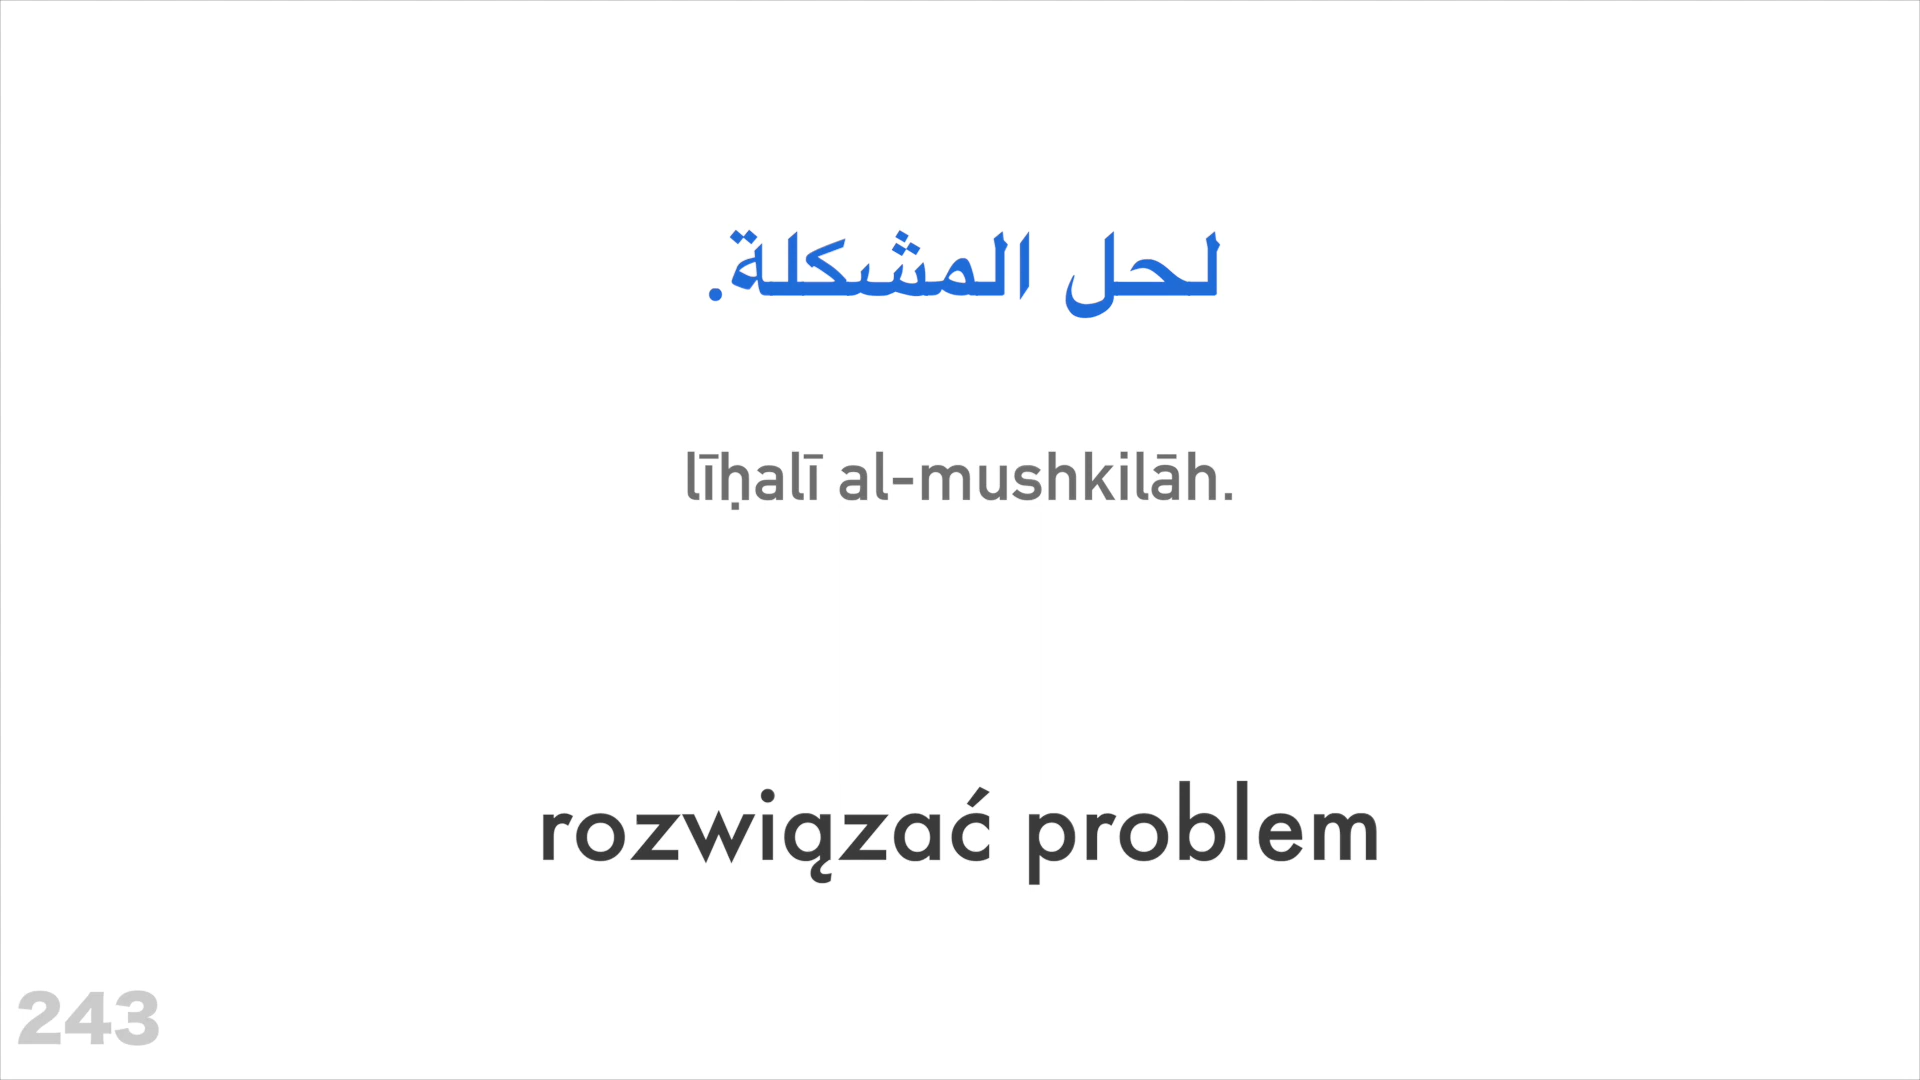 لحل المشكلة.
līḥalī al-mushkilāh.
rozwiązać problem
243